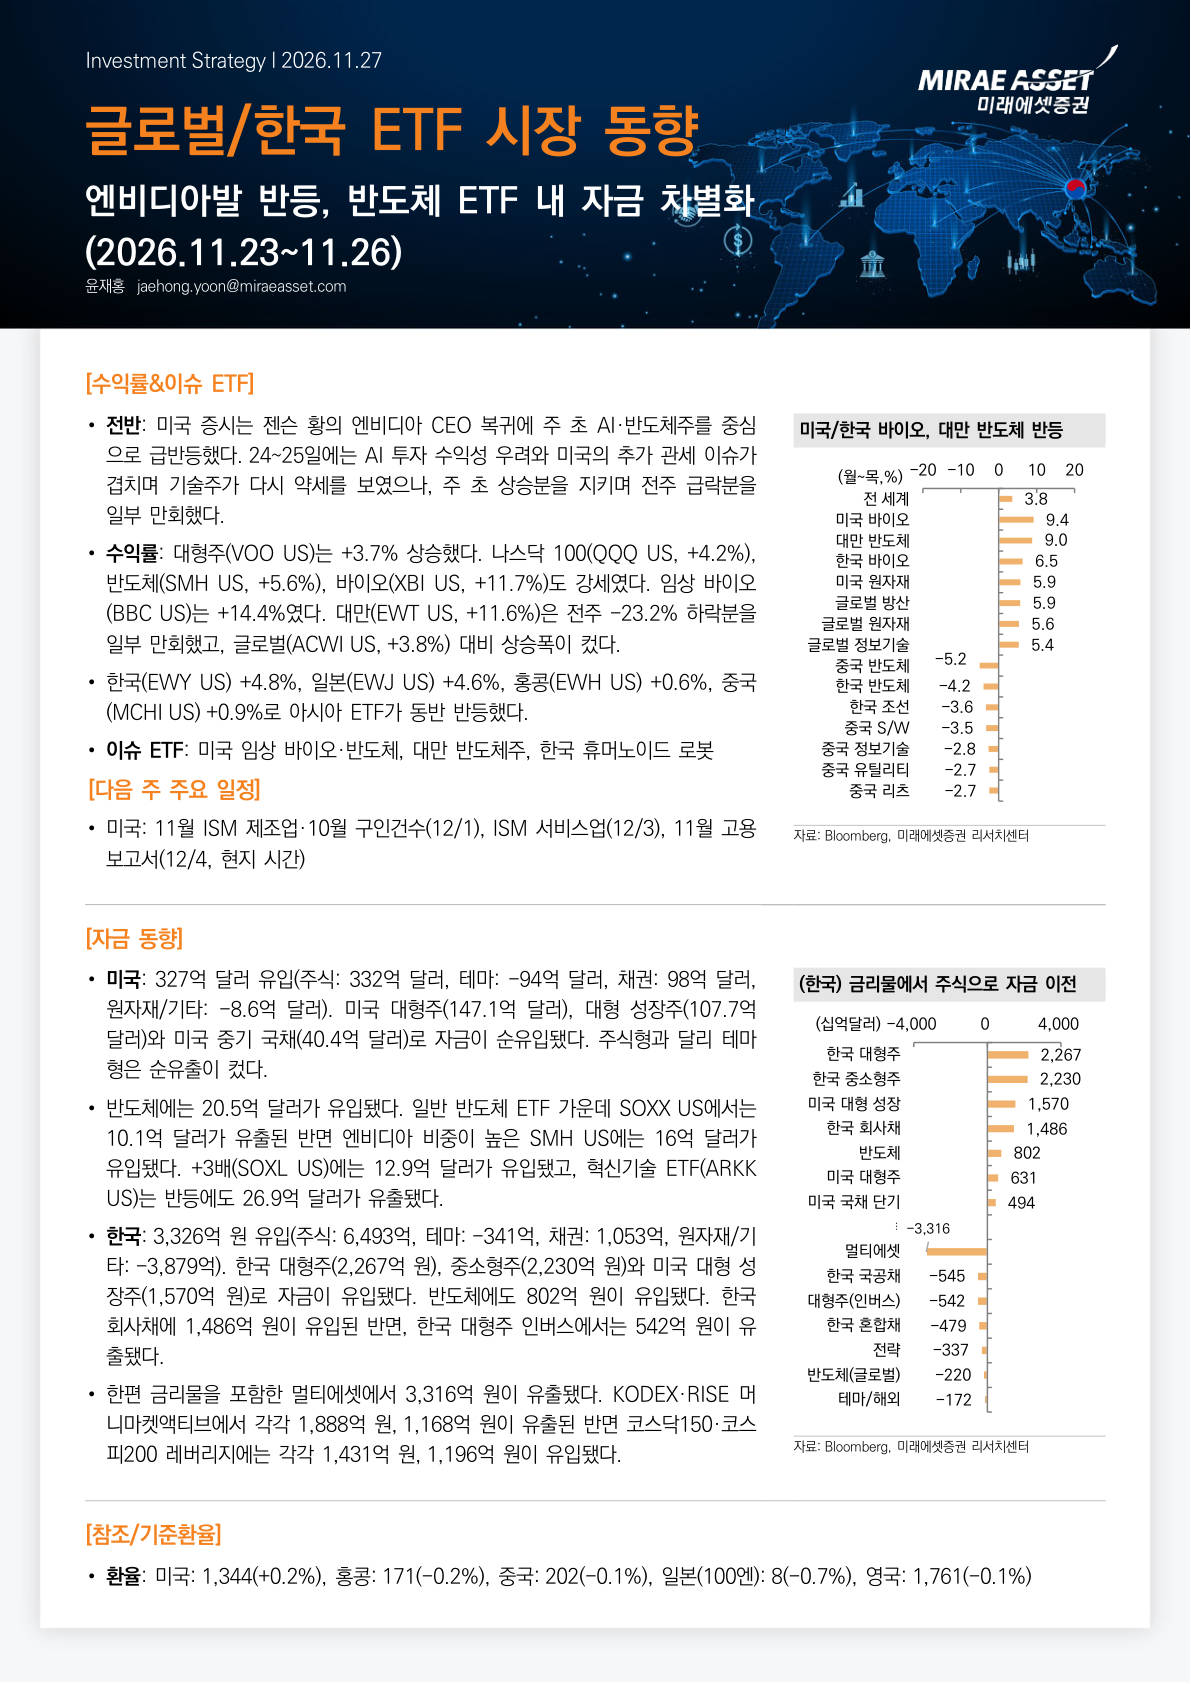 Investment Strategy | 2026.11.27
MIRAE ASSET
미래에셋증권
글로벌/한국 ETF 시장 동향
엔비디아발 반등, 반도체 ETF 내 자금 차별화
(2026.11.23~11.26)
윤재홍 jaehong.yoon@miraeasset.com
[수익률&이슈 ETF]
• 전반: 미국 증시는 젠슨 황의 엔비디아 CEO 복귀에 주 초 AI·반도체주를 중심
으로 급반등했다. 24~25일에는 AI 투자 수익성 우려와 미국의 추가 관세 이슈가
겹치며 기술주가 다시 약세를 보였으나, 주 초 상승분을 지키며 전주 급락분을
일부 만회했다.
• 수익률: 대형주(VOO US)는 +3.7% 상승했다. 나스닥 100(QQQ US, +4.2%),
반도체(SMH US, +5.6%), 바이오(XBI US, +11.7%)도 강세였다. 임상 바이오
(BBC US)는 +14.4%였다. 대만(EWT US, +11.6%)은 전주 -23.2% 하락분을
일부 만회했고, 글로벌(ACWI US, +3.8%) 대비 상승폭이 컸다.
• 한국(EWY US) +4.8%, 일본(EWJ US) +4.6%, 홍콩(EWH US) +0.6%, 중국
(MCHI US) +0.9%로 아시아 ETF가 동반 반등했다.
• 이슈 ETF: 미국 임상 바이오·반도체, 대만 반도체주, 한국 휴머노이드 로봇
[다음 주 주요 일정]
• 미국: 11월 ISM 제조업·10월 구인건수(12/1), ISM 서비스업(12/3), 11월 고용
보고서(12/4, 현지 시간)
미국/한국 바이오, 대만 반도체 반등
(월~목,%) -20 -10 0 10 20
전 세계 3.8
미국 바이오 9.4
대만 반도체 9.0
한국 바이오 6.5
미국 원자재 5.9
글로벌 방산 5.9
글로벌 원자재 5.6
글로벌 정보기술 5.4
중국 반도체 -5.2
한국 반도체 -4.2
한국 조선 -3.6
중국 S/W -3.5
중국 정보기술 -2.8
중국 유틸리티 -2.7
중국 리츠 -2.7
자료: Bloomberg, 미래에셋증권 리서치센터
[자금 동향]
• 미국: 327억 달러 유입(주식: 332억 달러, 테마: -94억 달러, 채권: 98억 달러,
원자재/기타: -8.6억 달러). 미국 대형주(147.1억 달러), 대형 성장주(107.7억
달러)와 미국 중기 국채(40.4억 달러)로 자금이 순유입됐다. 주식형과 달리 테마
형은 순유출이 컸다.
• 반도체에는 20.5억 달러가 유입됐다. 일반 반도체 ETF 가운데 SOXX US에서는
10.1억 달러가 유출된 반면 엔비디아 비중이 높은 SMH US에는 16억 달러가
유입됐다. +3배(SOXL US)에는 12.9억 달러가 유입됐고, 혁신기술 ETF(ARKK
US)는 반등에도 26.9억 달러가 유출됐다.
• 한국: 3,326억 원 유입(주식: 6,493억, 테마: -341억, 채권: 1,053억, 원자재/기
타: -3,879억). 한국 대형주(2,267억 원), 중소형주(2,230억 원)와 미국 대형 성
장주(1,570억 원)로 자금이 유입됐다. 반도체에도 802억 원이 유입됐다. 한국
회사채에 1,486억 원이 유입된 반면, 한국 대형주 인버스에서는 542억 원이 유
출됐다.
• 한편 금리물을 포함한 멀티에셋에서 3,316억 원이 유출됐다. KODEX·RISE 머
니마켓액티브에서 각각 1,888억 원, 1,168억 원이 유출된 반면 코스닥150·코스
피200 레버리지에는 각각 1,431억 원, 1,196억 원이 유입됐다.
(한국) 금리물에서 주식으로 자금 이전
(십억달러) -4,000 0 4,000
한국 대형주 2,267
한국 중소형주 2,230
미국 대형 성장 1,570
한국 회사채 1,486
반도체 802
미국 대형주 631
미국 국채 단기 494
⋮ -3,316
멀티에셋
한국 국공채 -545
대형주(인버스) -542
한국 혼합채 -479
전략 -337
반도체(글로벌) -220
테마/해외 -172
자료: Bloomberg, 미래에셋증권 리서치센터
[참조/기준환율]
• 환율: 미국: 1,344(+0.2%), 홍콩: 171(-0.2%), 중국: 202(-0.1%), 일본(100엔): 8(-0.7%), 영국: 1,761(-0.1%)